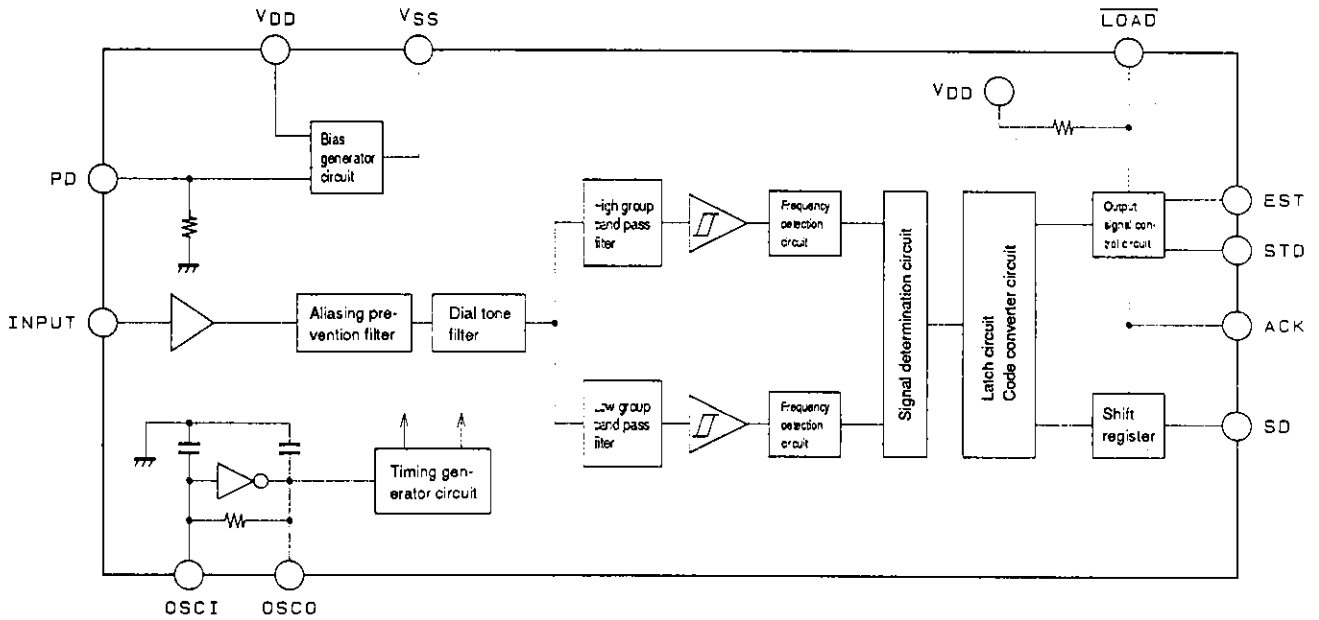 VDD
VSS
LOAD
VDD
PD
Bias
generator
circuit
High group
band pass
filter
Frequency
detection
circuit
Output
signal con-
trol circuit
EST
STD
INPUT
Aliasing pre-
vention filter
Dial tone
filter
Signal determination circuit
Latch circuit
Code converter circuit
ACK
Low group
band pass
filter
Frequency
detection
circuit
Shift
register
SD
Timing gen-
erator circuit
OSCI
OSCO